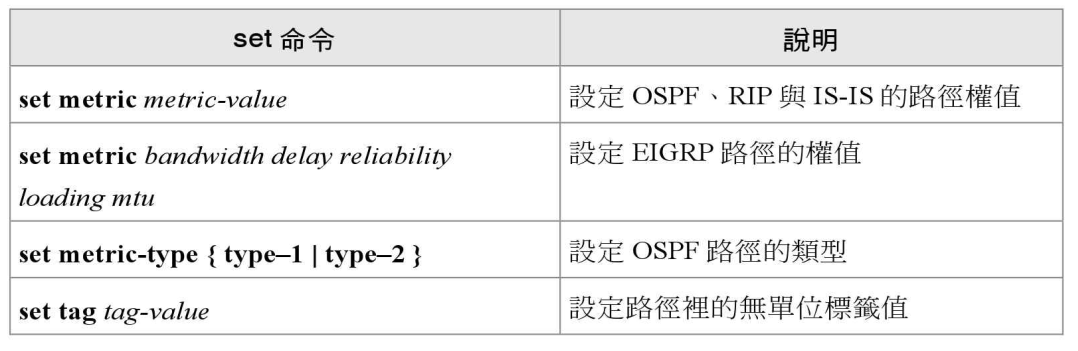 set 命令
說明
set metric metric-value
設定 OSPF、RIP 與 IS-IS 的路徑權值
set metric bandwidth delay reliability
loading mtu
設定 EIGRP 路徑的權值
set metric-type { type–1 | type–2 }
設定 OSPF 路徑的類型
set tag tag-value
設定路徑裡的無單位標籤值